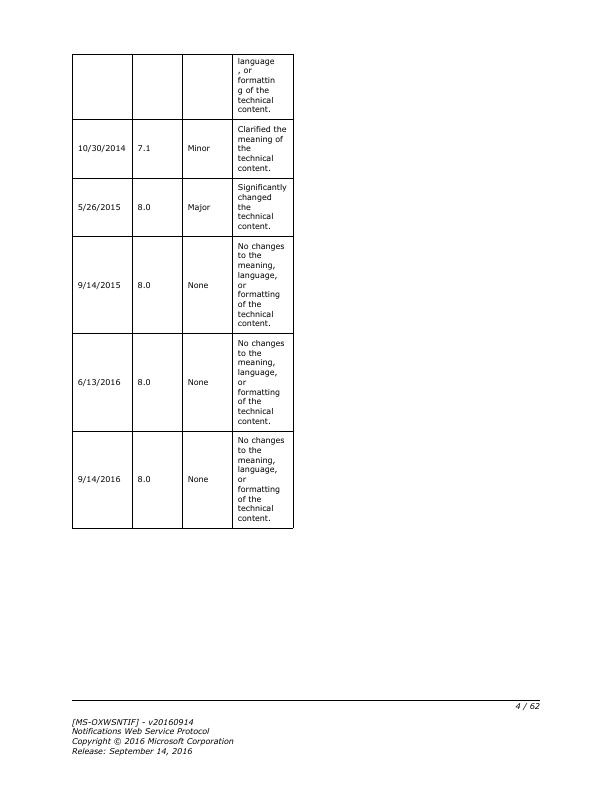 language
, or
formattin
g of the
technical
content.
10/30/2014 7.1 Minor Clarified the
meaning of
the
technical
content.
5/26/2015 8.0 Major Significantly
changed
the
technical
content.
9/14/2015 8.0 None No changes
to the
meaning,
language,
or
formatting
of the
technical
content.
6/13/2016 8.0 None No changes
to the
meaning,
language,
or
formatting
of the
technical
content.
9/14/2016 8.0 None No changes
to the
meaning,
language,
or
formatting
of the
technical
content.
4 / 62
[MS-OXWSNTIF] - v20160914
Notifications Web Service Protocol
Copyright © 2016 Microsoft Corporation
Release: September 14, 2016